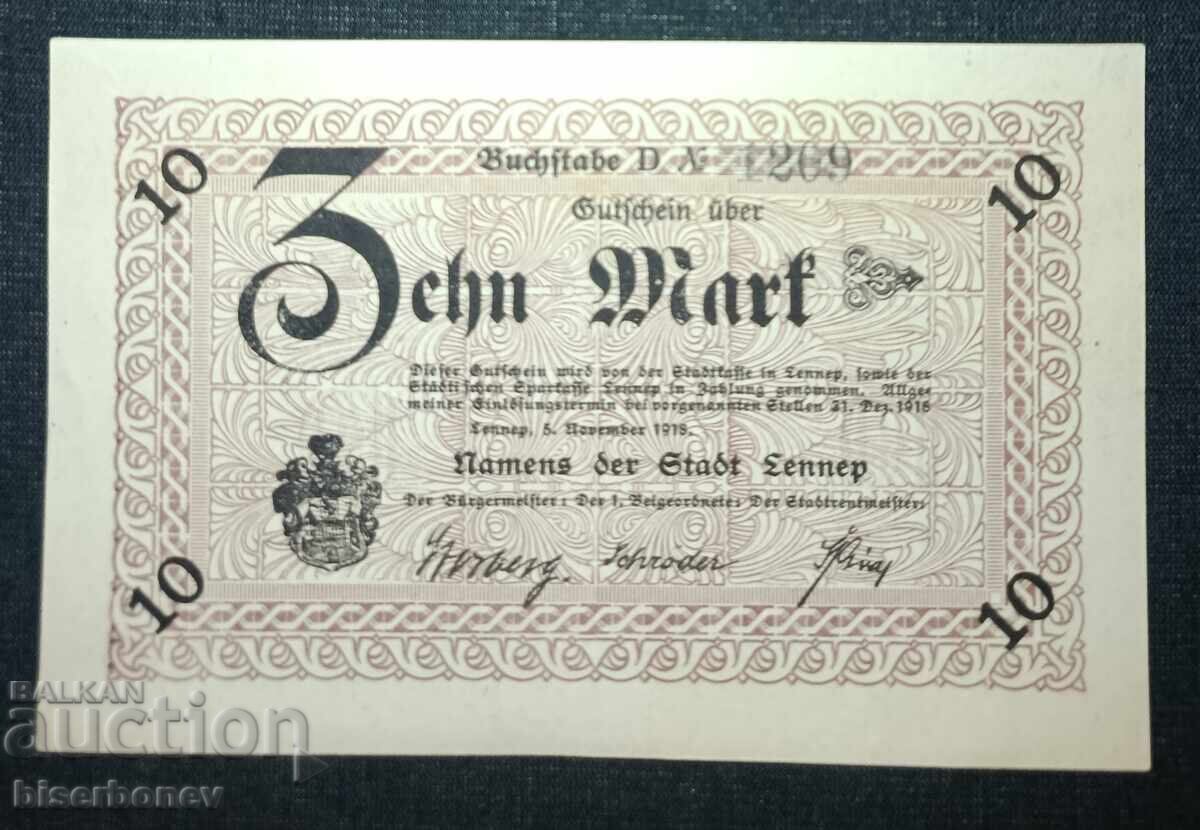 10
10
Buchstabe D № 4209
Gutschein über
Zehn Mark
Dieser Gutschein wird von der Stadtkasse in Lennep, sowie der
Städtischen Sparkasse Lennep in Zahlung genommen. Allge-
meiner Einlösungstermin bei vorgenannten Stellen 31. Dez. 1918
Lennep, 5. November 1918.
Namens der Stadt Lennep
Der Bürgermeister: Der 1. Beigeordnete: Der Stadtrentmeister:
Schröder
10
10
BALKAN
auction
biserbonev